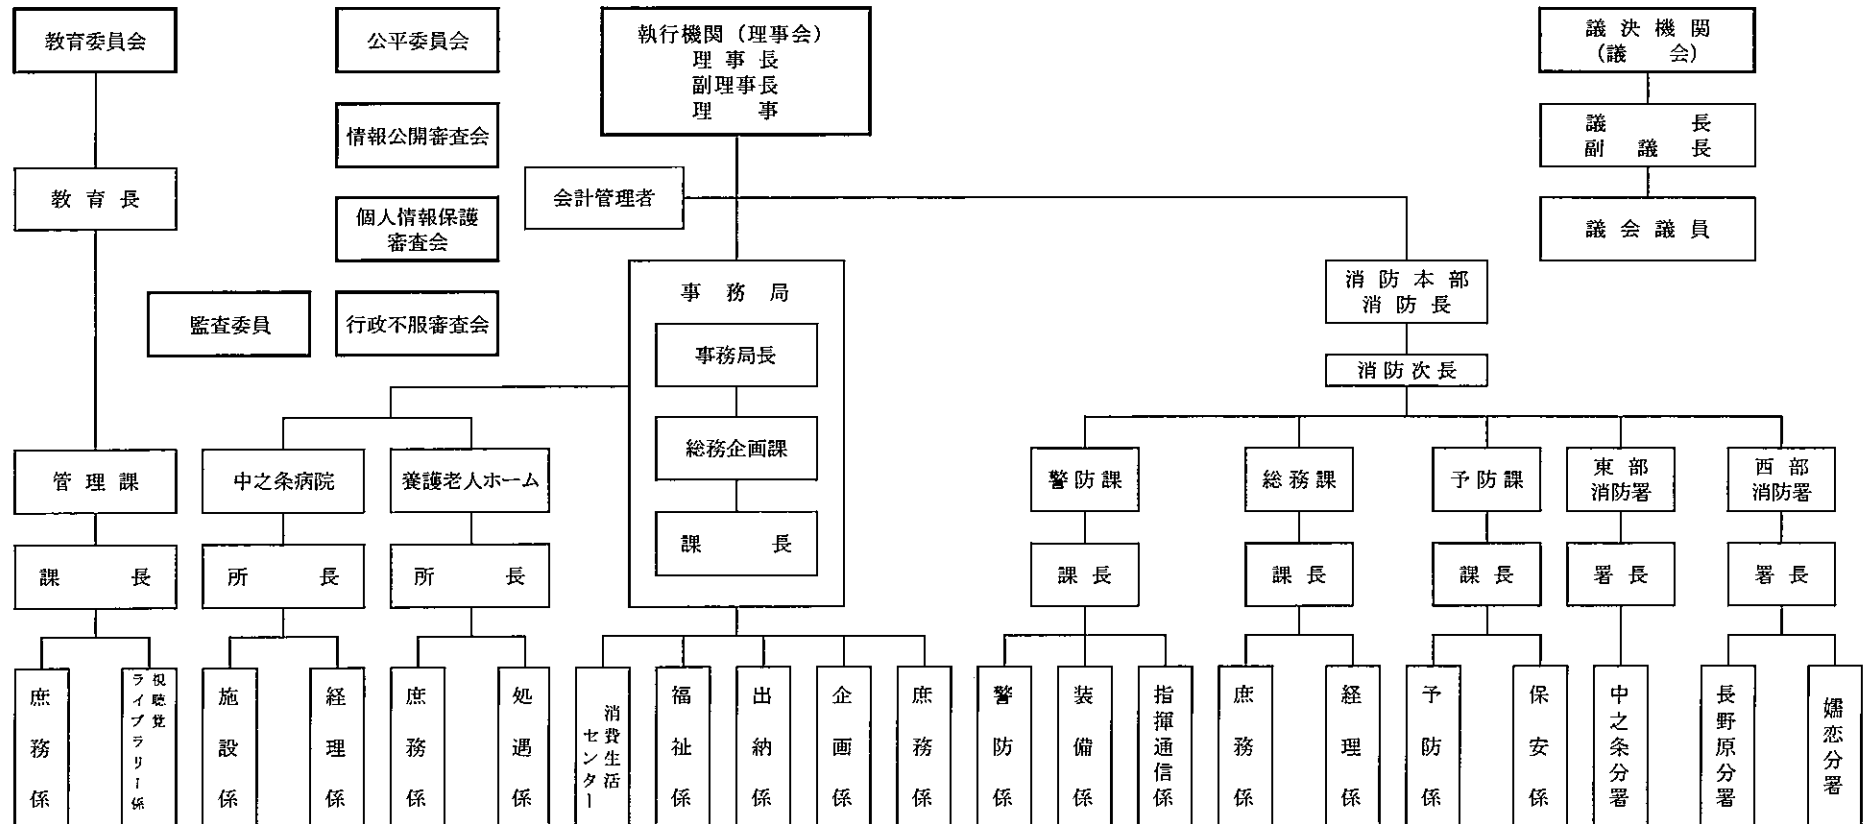 教育委員会
公平委員会
執行機関（理事会）
理事長
副理事長
理事
議決機関
（議会）
情報公開審査会
議長
副議長
教育長
会計管理者
個人情報保護
審査会
議会議員
事務局
消防本部
消防長
監査委員
行政不服審査会
事務局長
消防次長
総務企画課
管理課
中之条病院
養護老人ホーム
警防課
総務課
予防課
東部
消防署
西部
消防署
課長
所長
所長
課長
課長
課長
課長
署長
署長
庶務係
視聴覚
ライブラリー係
施設係
経理係
庶務係
処遇係
消費生活
センター
福祉係
出納係
企画係
庶務係
警防係
装備係
指揮通信係
庶務係
経理係
予防係
保安係
中之条分署
長野原分署
嬬恋分署